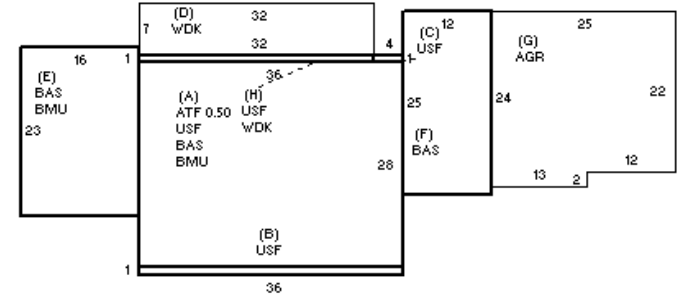 (D)
WDK
32
7
32
4
1
(C)
USF
12
1
25
(G)
AGR
16
(E)
BAS
BMU
23
36
(A)
ATF 0.50
USF
BAS
BMU
(H)
USF
WDK
25
24
22
(F)
BAS
28
12
13
2
(B)
USF
1
36